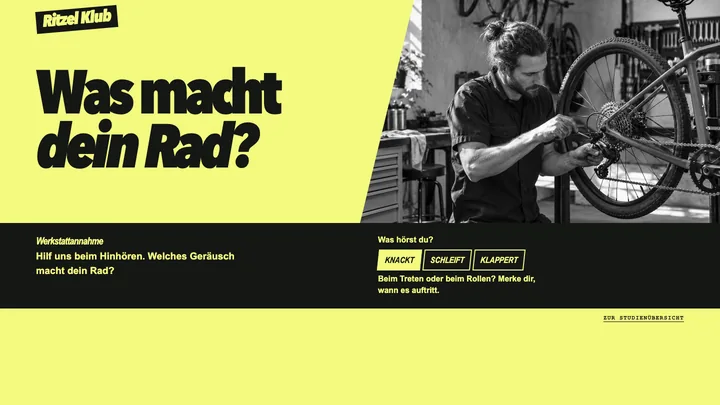 Ritzel Klub
Was macht
dein Rad?
Werkstattannahme
Hilf uns beim Hinhören. Welches Geräusch
macht dein Rad?
Was hörst du?
KNACKT SCHLEIFT KLAPPERT
Beim Treten oder beim Rollen? Merke dir,
wann es auftritt.
ZUR STUDIENÜBERSICHT